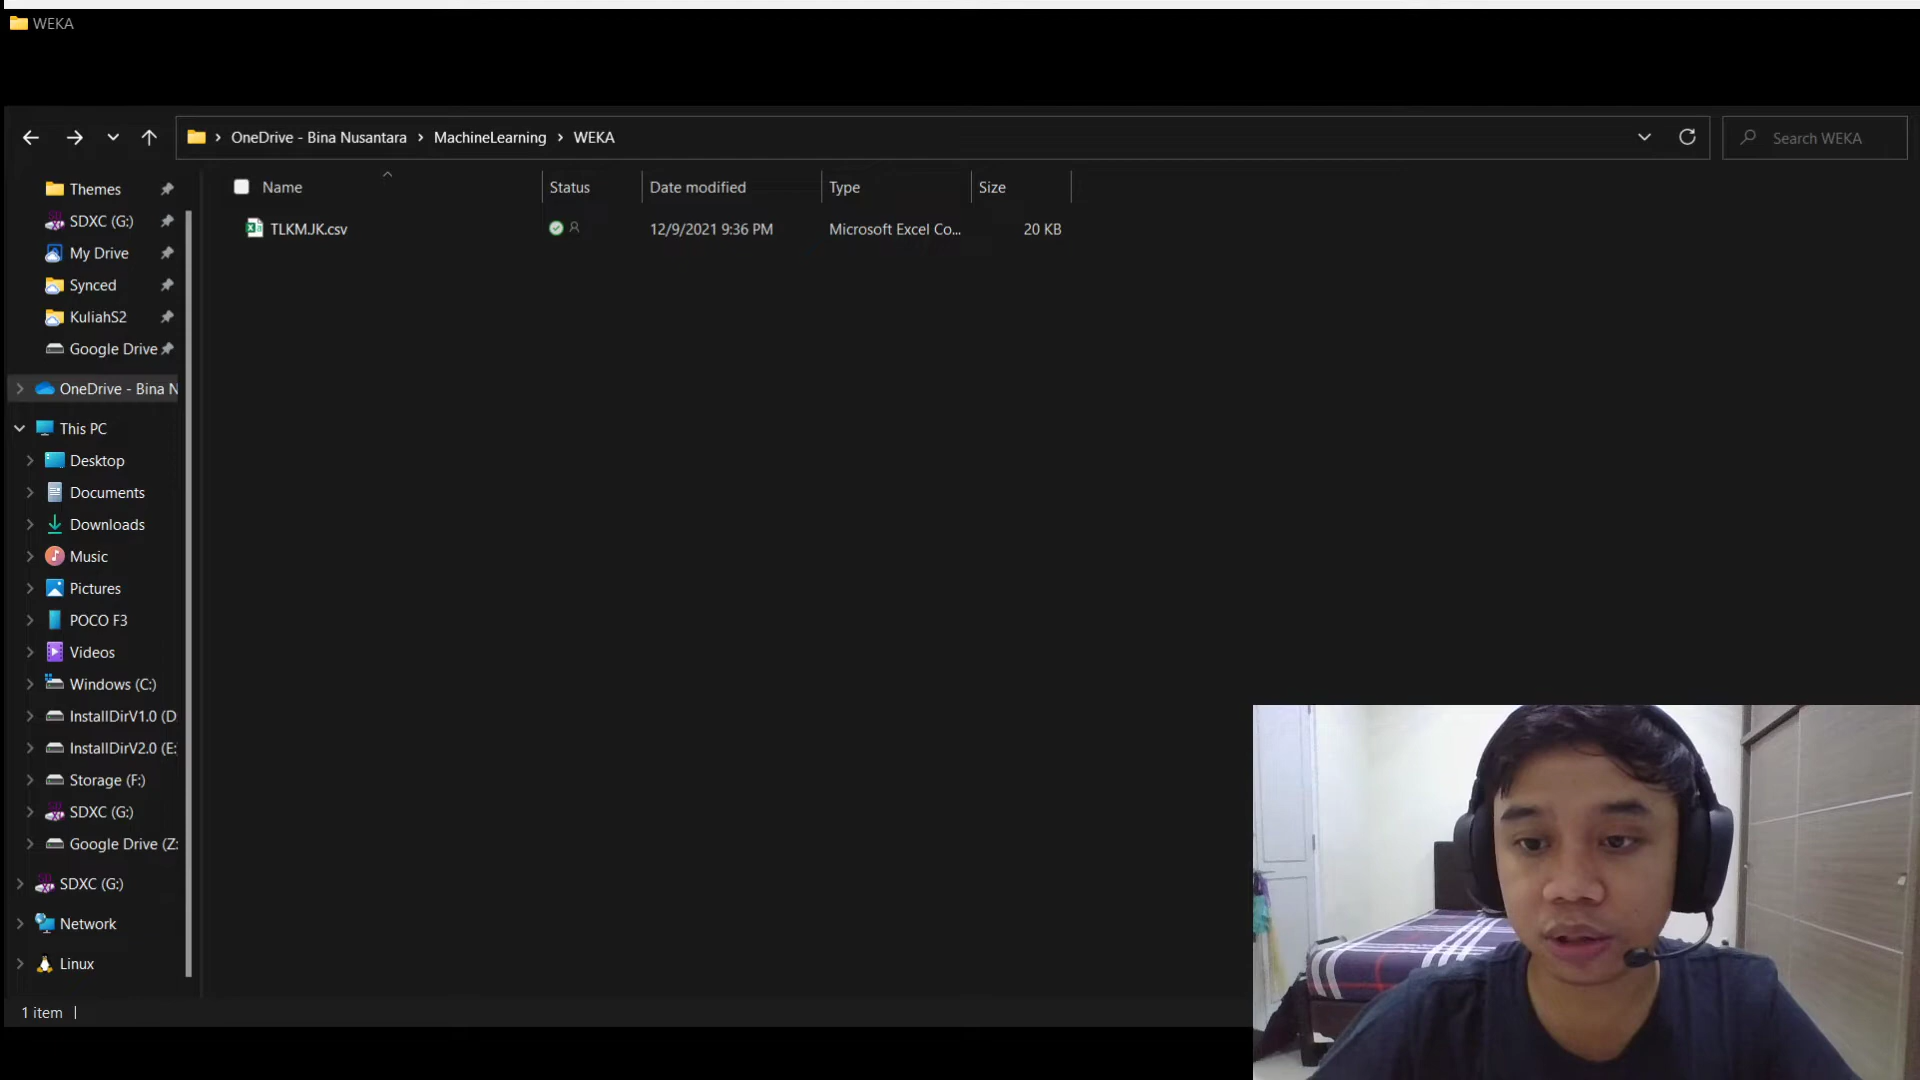 WEKA
OneDrive - Bina Nusantara > MachineLearning > WEKA
Search WEKA
Name Status Date modified Type Size
TLKM.JK.csv 12/9/2021 9:36 PM Microsoft Excel Co... 20 KB
Themes
SDXC (G:)
My Drive
Synced
KuliahS2
Google Drive
OneDrive - Bina N
This PC
Desktop
Documents
Downloads
Music
Pictures
POCO F3
Videos
Windows (C:)
InstallDirV1.0 (D
InstallDirV2.0 (E:
Storage (F:)
SDXC (G:)
Google Drive (Z:
SDXC (G:)
Network
Linux
1 item